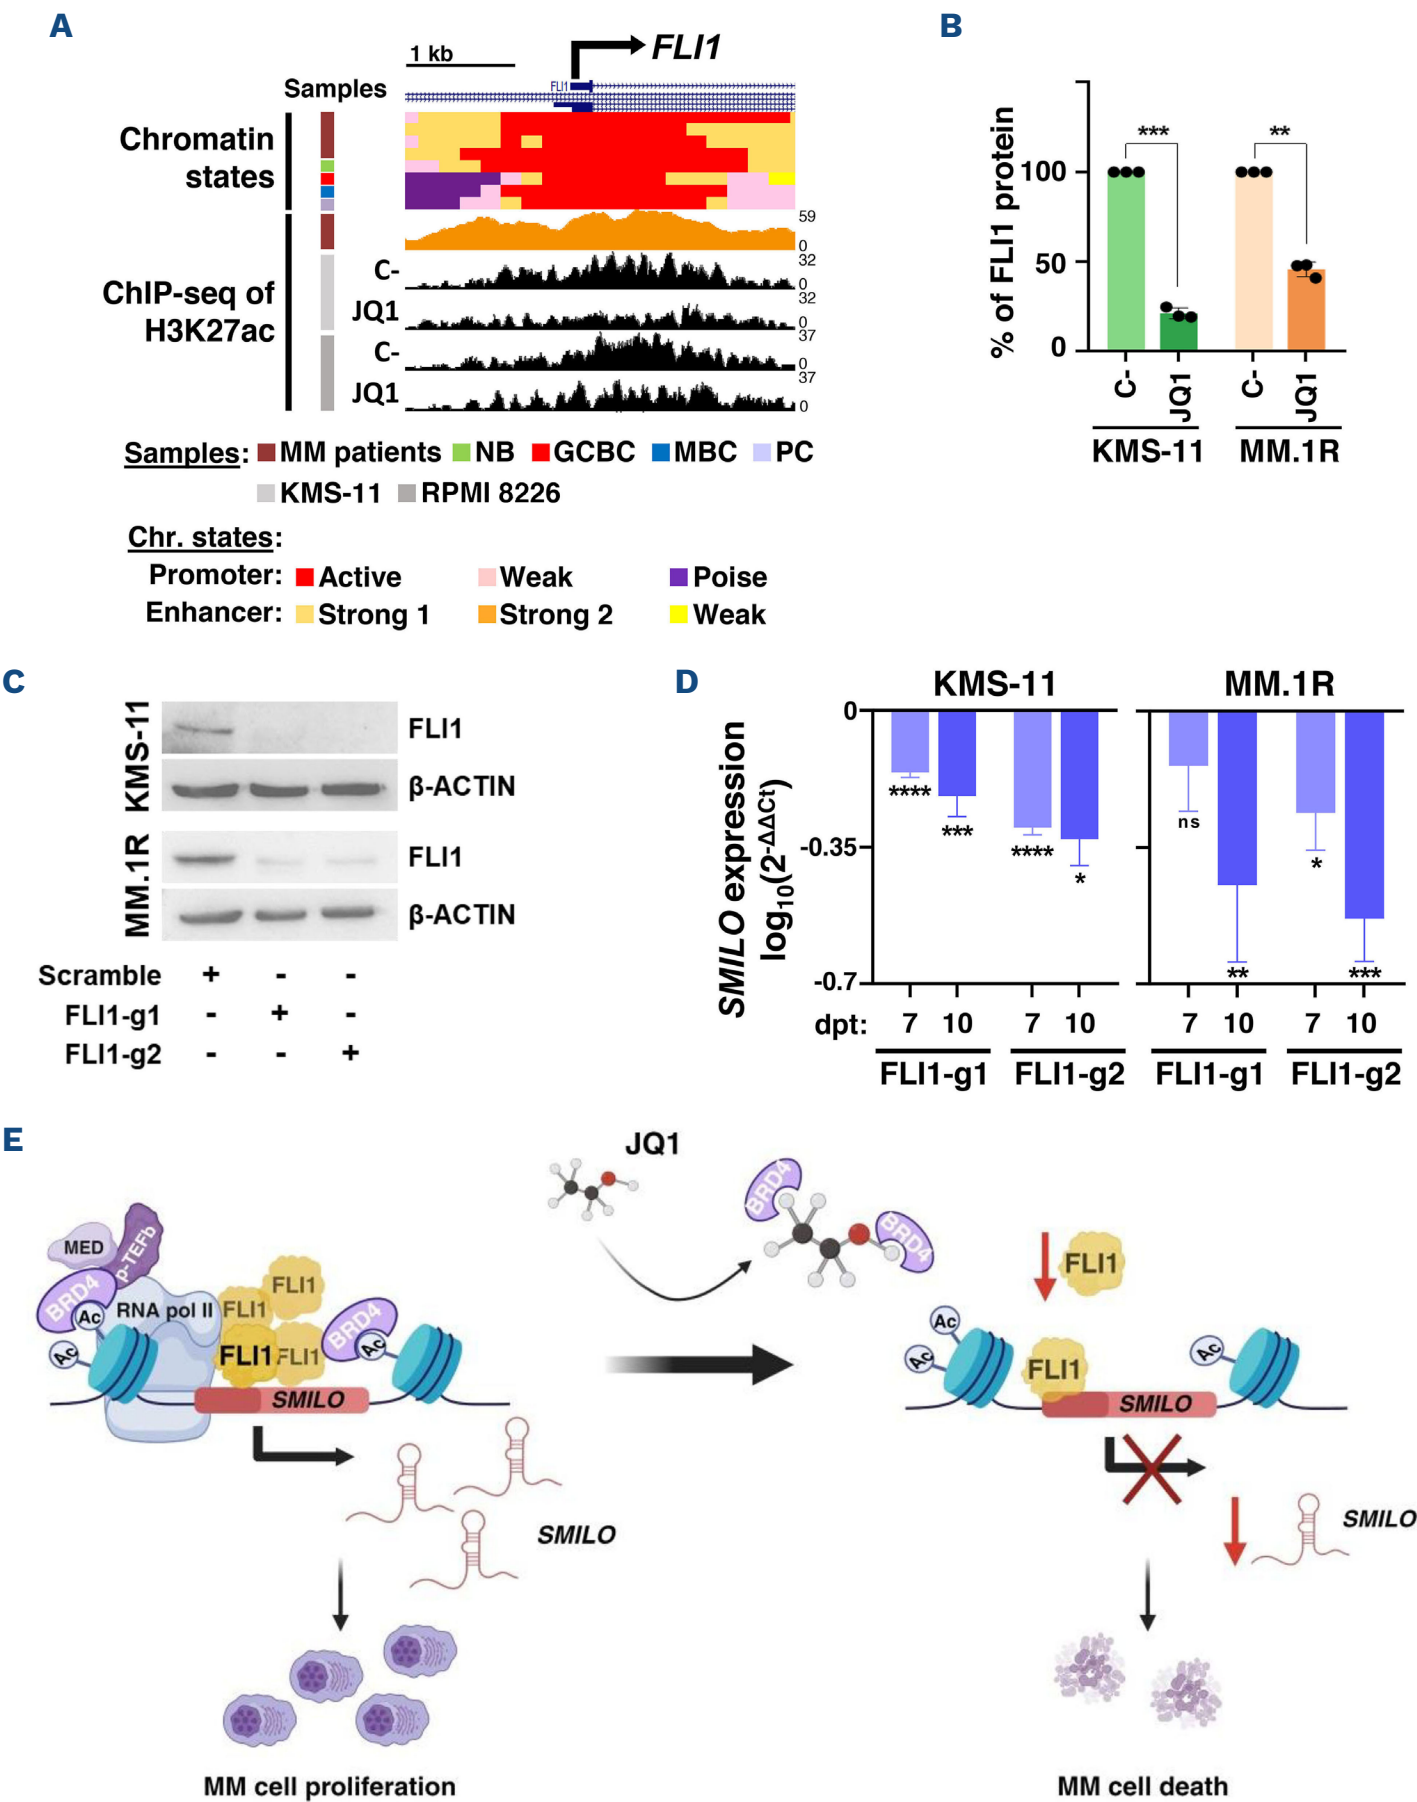 A
1 kb
FLI1
FLI1
Samples
Chromatin
states
ChIP-seq of
H3K27ac
59
0
C-
32
0
JQ1
32
0
C-
37
0
JQ1
37
0
Samples: MM patients NB GCBC MBC PC
KMS-11 RPMI 8226
Chr. states:
Promoter: Active Weak Poise
Enhancer: Strong 1 Strong 2 Weak
B
% of FLI1 protein
100
50
0
*** **
C- JQ1 C- JQ1
KMS-11 MM.1R
C
KMS-11
FLI1
β-ACTIN
MM.1R
FLI1
β-ACTIN
Scramble + - -
FLI1-g1 - + -
FLI1-g2 - - +
D
KMS-11 MM.1R
SMILO expression
log10(2-ΔΔCt)
0
-0.35
-0.7
**** *** **** * ns ** * ***
dpt: 7 10 7 10 7 10 7 10
FLI1-g1 FLI1-g2 FLI1-g1 FLI1-g2
E
JQ1
MED
p-TEFb
BRD4
Ac
Ac
RNA pol II
FLI1
FLI1
FLI1
FLI1
BRD4
Ac
SMILO
SMILO
MM cell proliferation
BRD4
BRD4
FLI1
Ac
Ac
FLI1
Ac
SMILO
SMILO
MM cell death